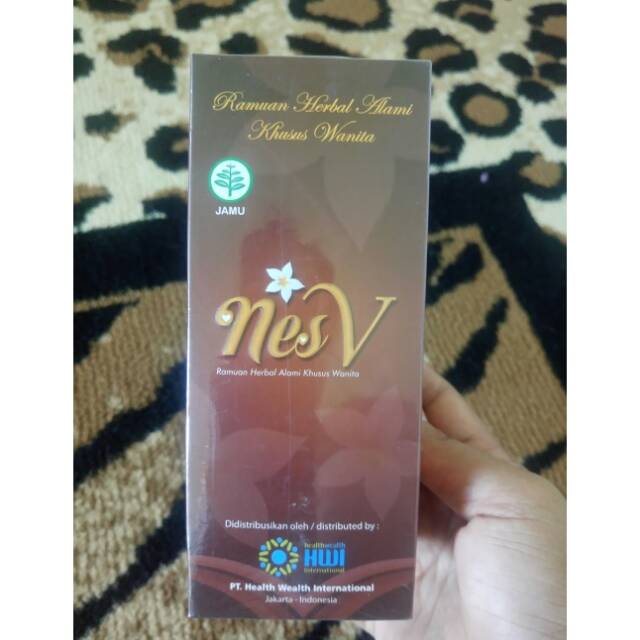 Ramuan Herbal Alami
Khusus Wanita
JAMU
nesV
Ramuan Herbal Alami Khusus Wanita
Didistribusikan oleh / distributed by :
healthwealth
HWI
international
PT. Health Wealth International
Jakarta - Indonesia